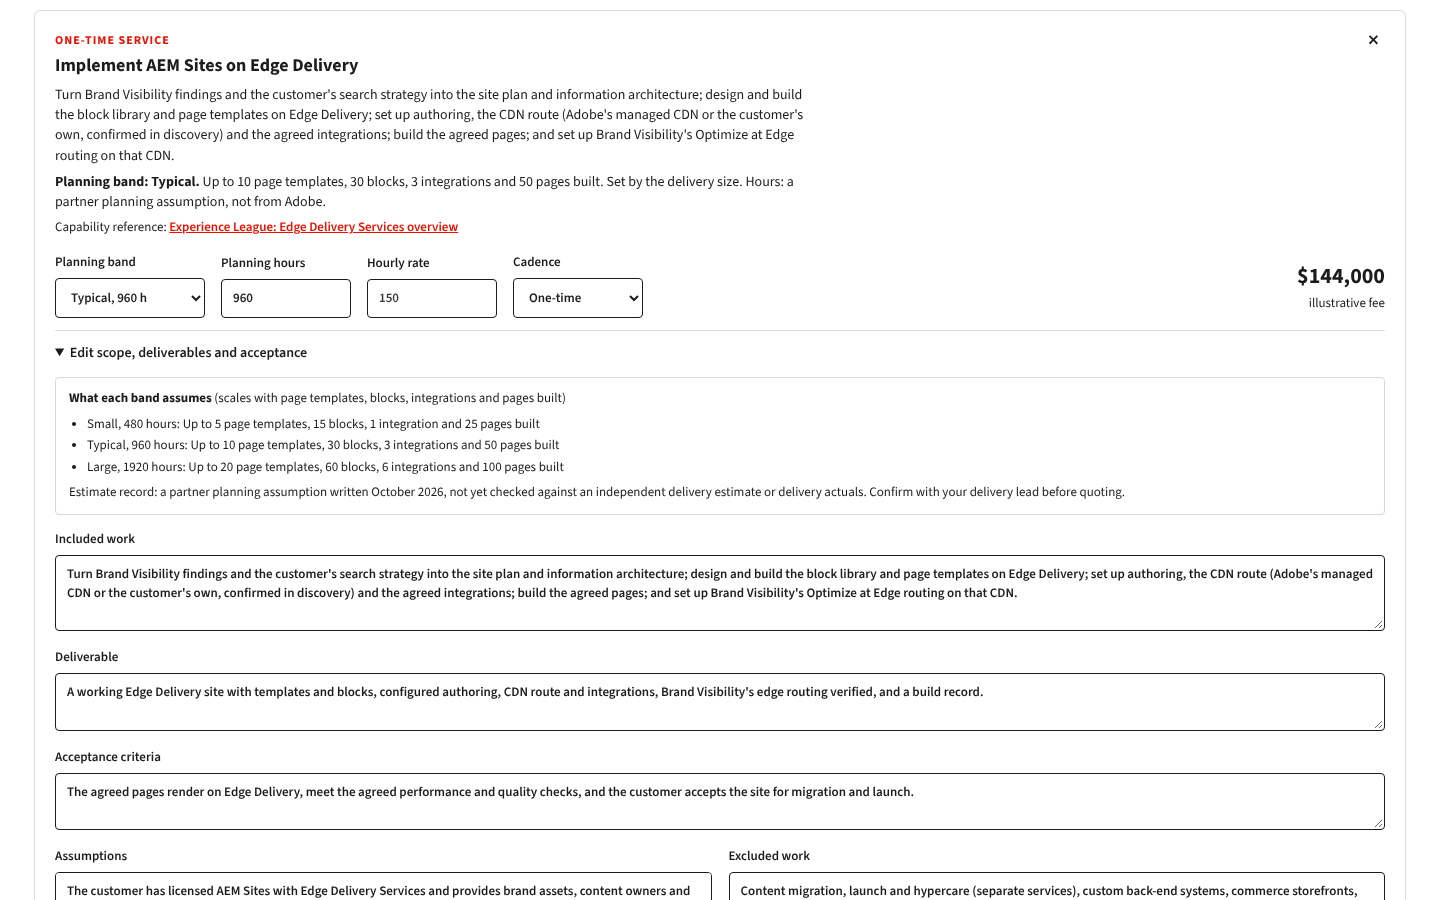 ONE-TIME SERVICE
×
Implement AEM Sites on Edge Delivery
Turn Brand Visibility findings and the customer's search strategy into the site plan and information architecture; design and build
the block library and page templates on Edge Delivery; set up authoring, the CDN route (Adobe's managed CDN or the customer's
own, confirmed in discovery) and the agreed integrations; build the agreed pages; and set up Brand Visibility's Optimize at Edge
routing on that CDN.
Planning band: Typical. Up to 10 page templates, 30 blocks, 3 integrations and 50 pages built. Set by the delivery size. Hours: a
partner planning assumption, not from Adobe.
Capability reference: Experience League: Edge Delivery Services overview
Planning band
Planning hours
Hourly rate
Cadence
Typical, 960 h
960
150
One-time
$144,000
illustrative fee
▼ Edit scope, deliverables and acceptance
What each band assumes (scales with page templates, blocks, integrations and pages built)
• Small, 480 hours: Up to 5 page templates, 15 blocks, 1 integration and 25 pages built
• Typical, 960 hours: Up to 10 page templates, 30 blocks, 3 integrations and 50 pages built
• Large, 1920 hours: Up to 20 page templates, 60 blocks, 6 integrations and 100 pages built
Estimate record: a partner planning assumption written October 2026, not yet checked against an independent delivery estimate or delivery actuals. Confirm with your delivery lead before quoting.
Included work
Turn Brand Visibility findings and the customer's search strategy into the site plan and information architecture; design and build the block library and page templates on Edge Delivery; set up authoring, the CDN route (Adobe's managed
CDN or the customer's own, confirmed in discovery) and the agreed integrations; build the agreed pages; and set up Brand Visibility's Optimize at Edge routing on that CDN.
Deliverable
A working Edge Delivery site with templates and blocks, configured authoring, CDN route and integrations, Brand Visibility's edge routing verified, and a build record.
Acceptance criteria
The agreed pages render on Edge Delivery, meet the agreed performance and quality checks, and the customer accepts the site for migration and launch.
Assumptions
The customer has licensed AEM Sites with Edge Delivery Services and provides brand assets, content owners and
Excluded work
Content migration, launch and hypercare (separate services), custom back-end systems, commerce storefronts,